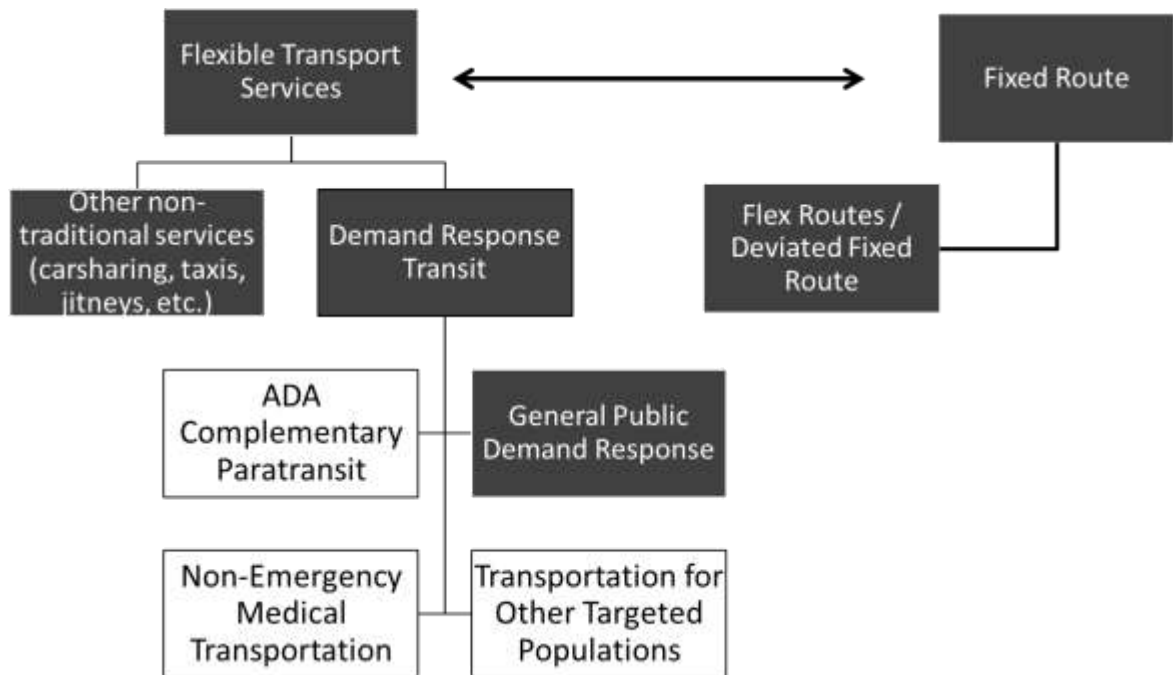 Flexible Transport
Services
Fixed Route
Other non-
traditional services
(carsharing, taxis,
jitneys, etc.)
Demand Response
Transit
Flex Routes /
Deviated Fixed
Route
ADA
Complementary
Paratransit
General Public
Demand Response
Non-Emergency
Medical
Transportation
Transportation for
Other Targeted
Populations